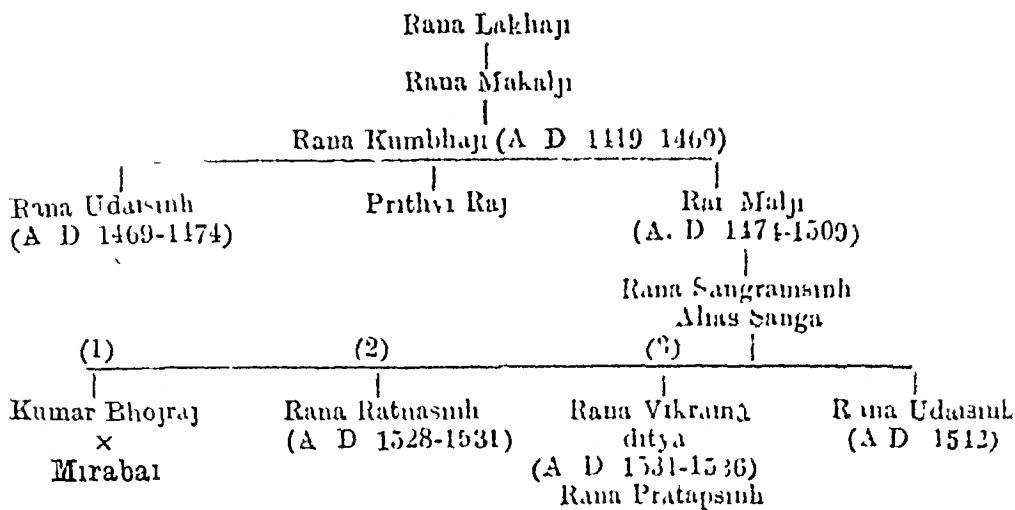 Rana Lakhaji
Rana Makalji
Rana Kumbhaji (A D 1419 1469)
Rana Udaisinh Prithvi Raj Rai Malji
(A D 1469-1474) (A. D 1474-1509)
Rana Sangramsinh
Alias Sanga
(1) (2) (3)
Kumar Bhojraj Rana Ratnasinh Rana Vikrama Rana Udaisinh
× (A D 1528-1531) ditya (A D 1542)
Mirabai (A D 1531-1536)
Rana Pratapsinh